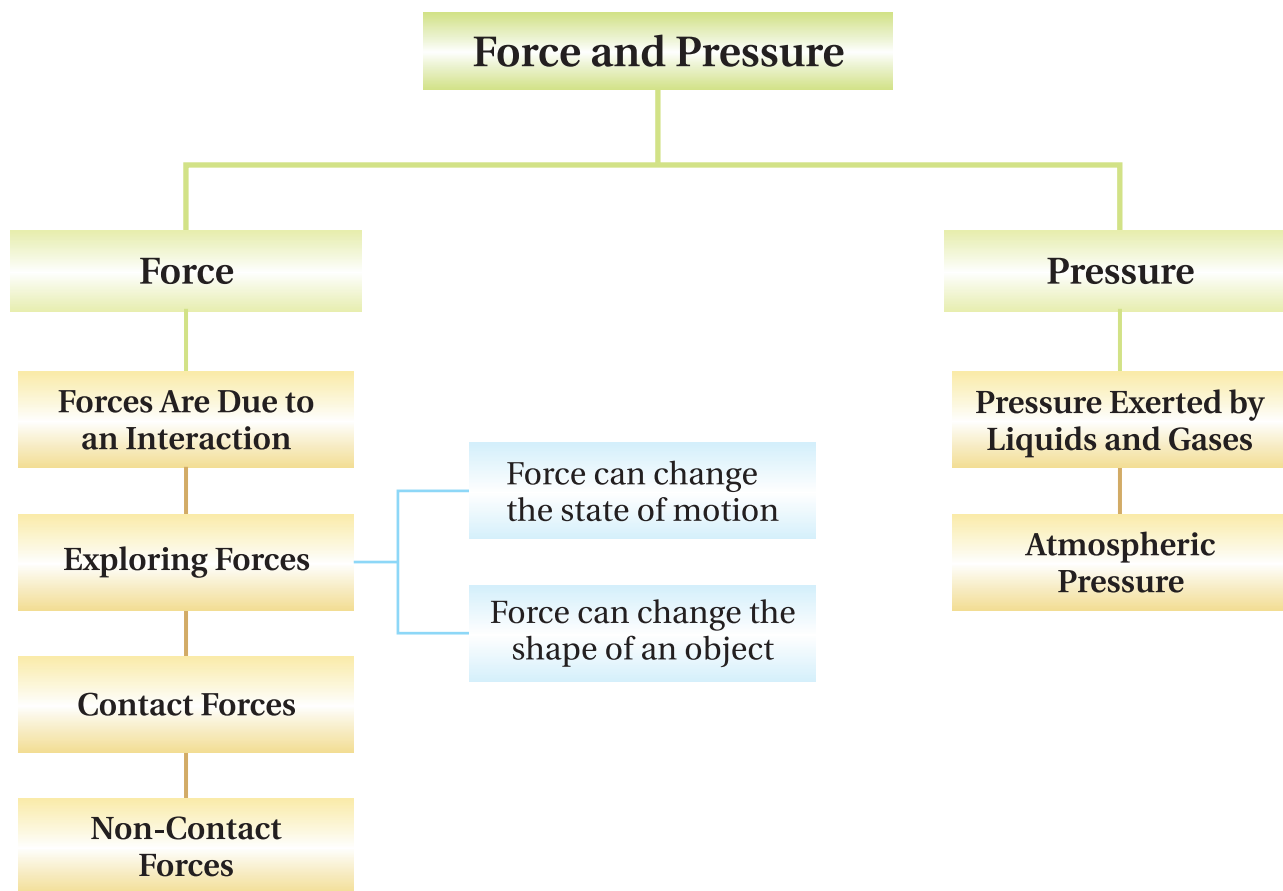 Force and Pressure
Force
Pressure
Forces Are Due to
an Interaction
Pressure Exerted by
Liquids and Gases
Force can change
the state of motion
Exploring Forces
Atmospheric
Pressure
Force can change the
shape of an object
Contact Forces
Non-Contact
Forces